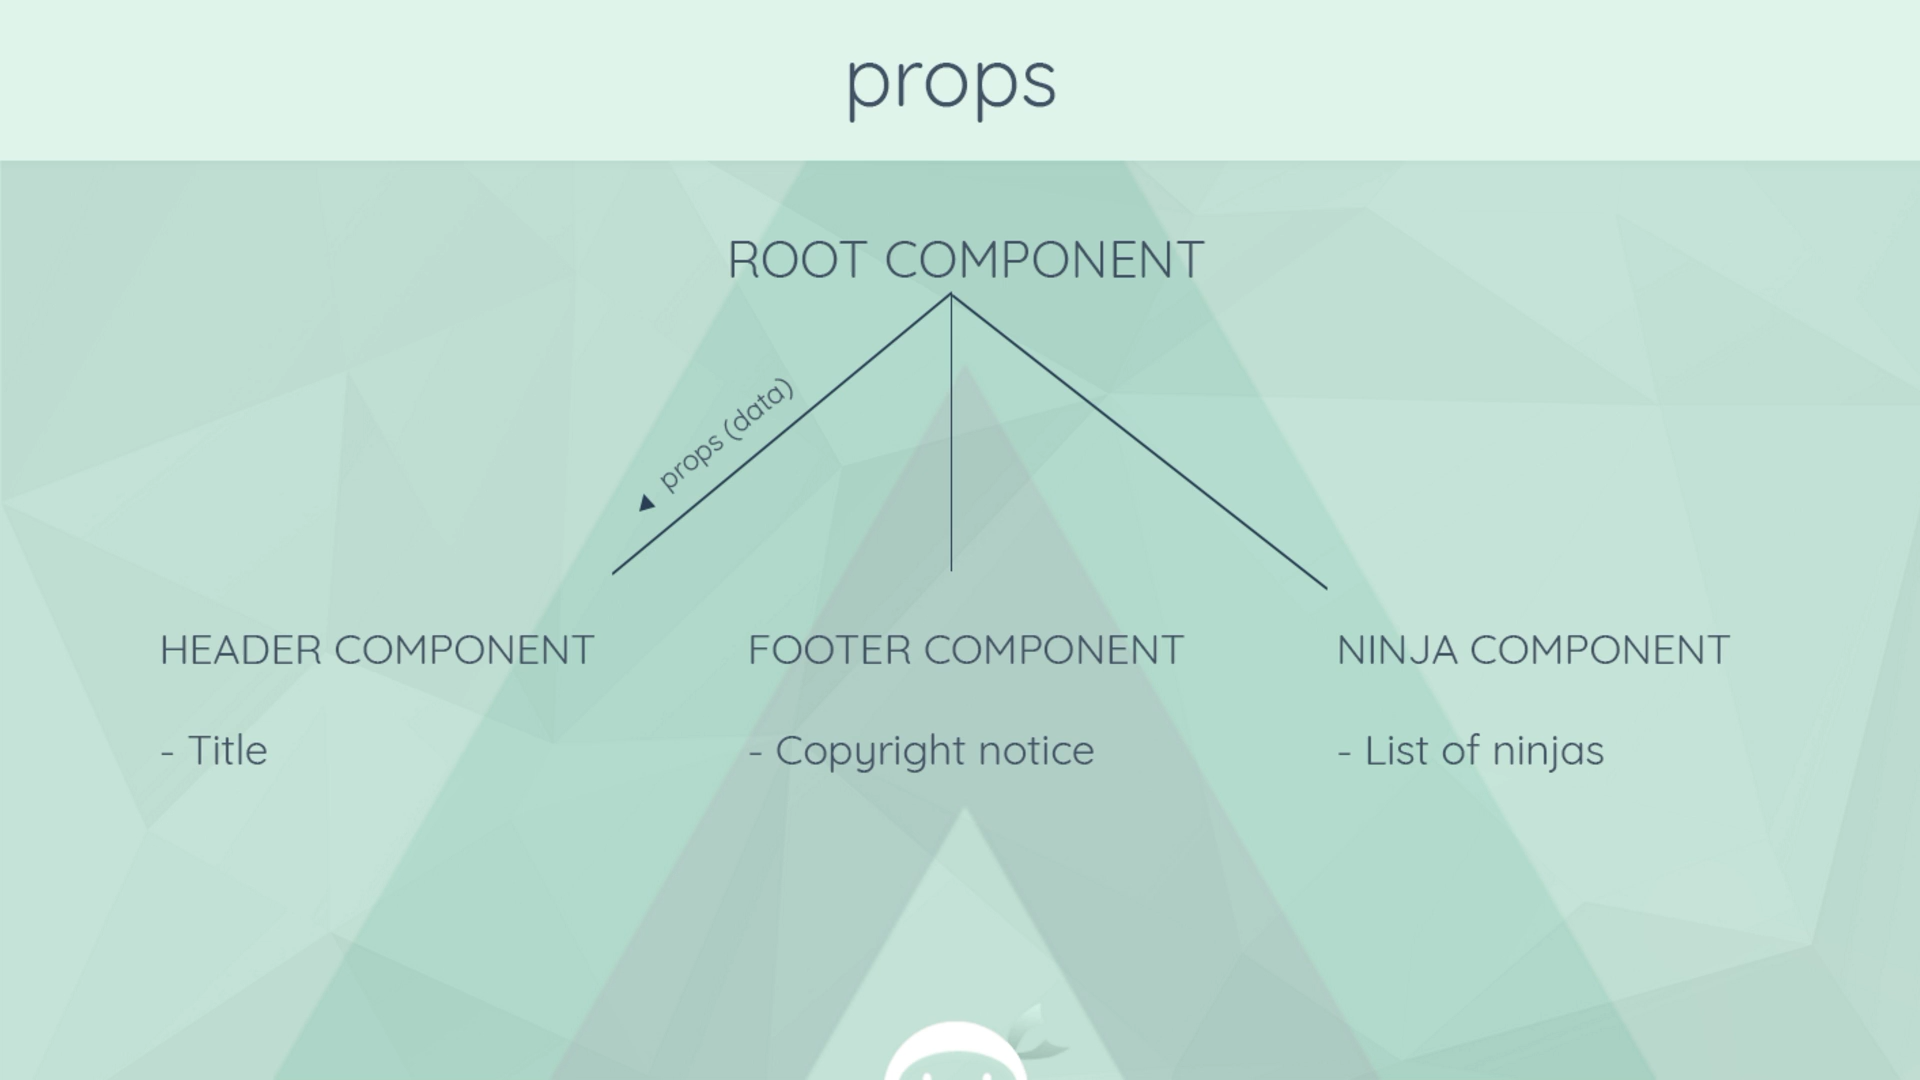 props
ROOT COMPONENT
props (data)
HEADER COMPONENT
FOOTER COMPONENT
NINJA COMPONENT
- Title
- Copyright notice
- List of ninjas